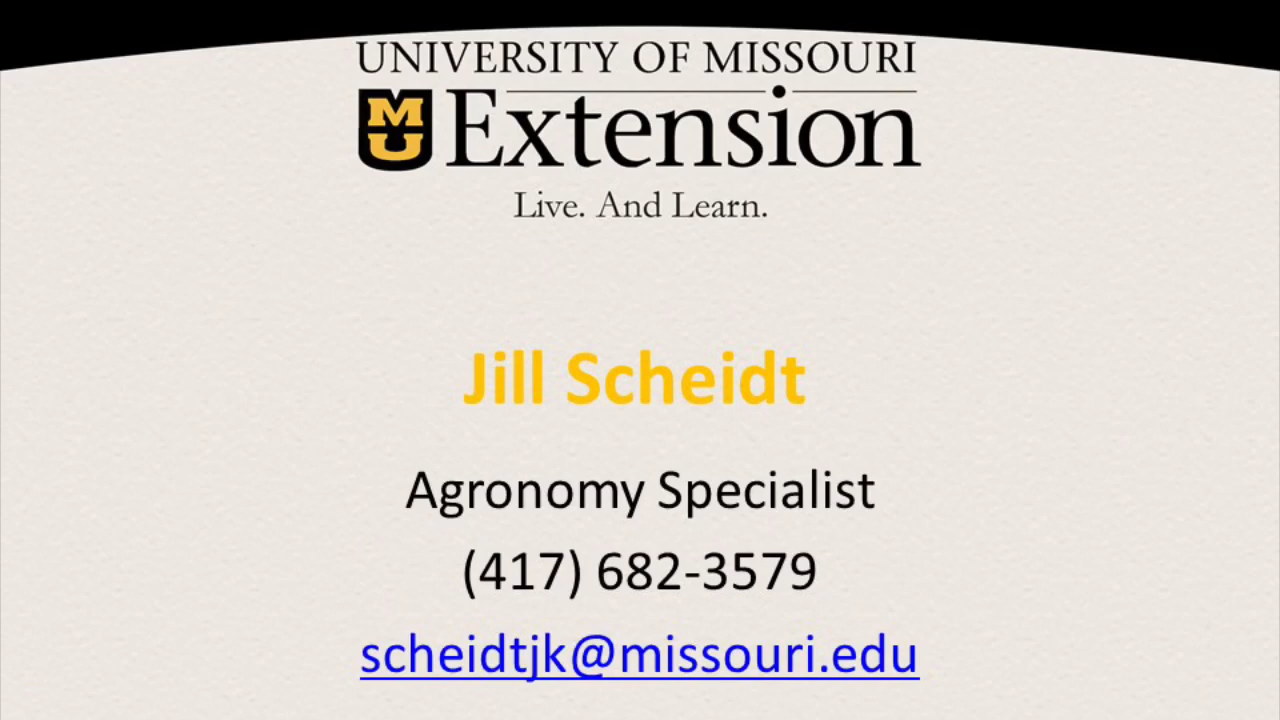 UNIVERSITY OF MISSOURI
MU Extension
Live. And Learn.
Jill Scheidt
Agronomy Specialist
(417) 682-3579
scheidtjk@missouri.edu